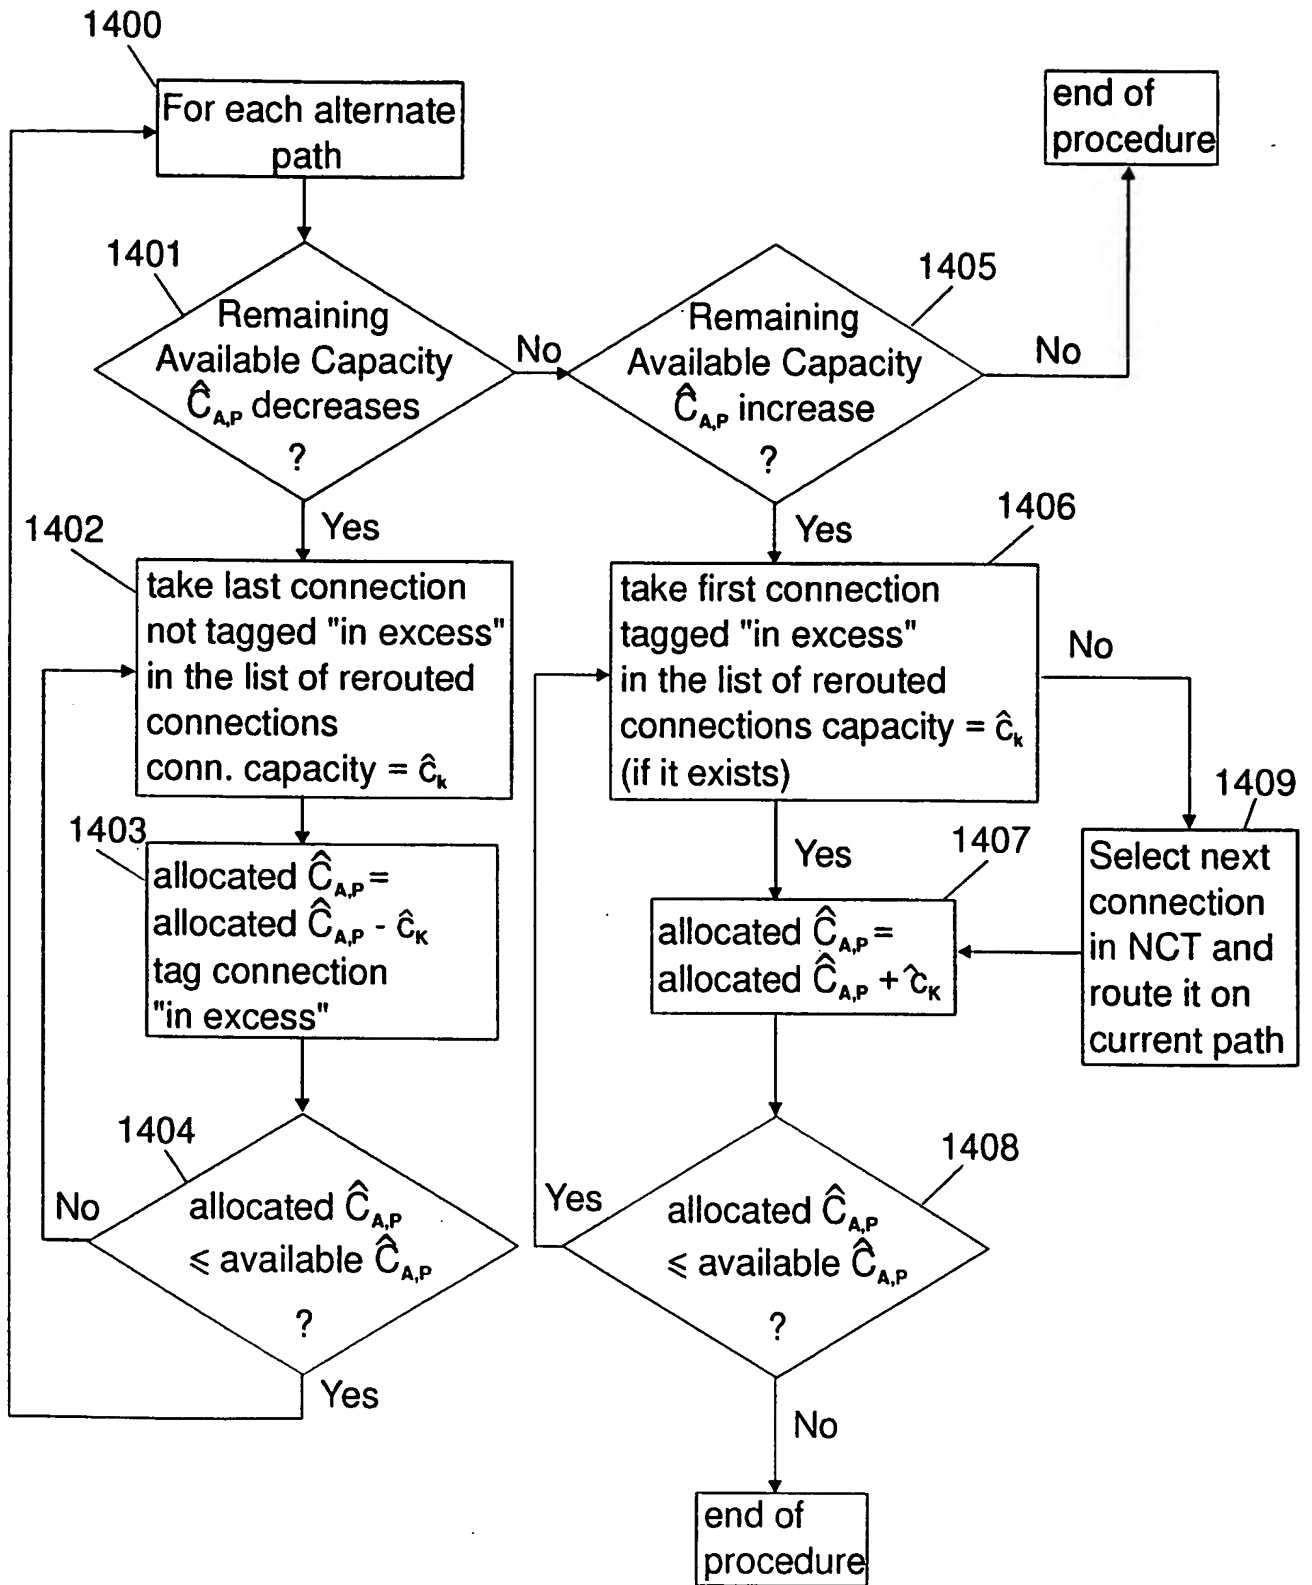 1400
For each alternate
path
end of
procedure
1401
Remaining
Available Capacity
Ĉ_A,P decreases
?
No
1405
Remaining
Available Capacity
Ĉ_A,P increase
?
No
Yes
1402
take last connection
not tagged "in excess"
in the list of rerouted
connections
conn. capacity = ĉ_k
Yes
1406
take first connection
tagged "in excess"
in the list of rerouted
connections capacity = ĉ_k
(if it exists)
No
1403
allocated Ĉ_A,P =
allocated Ĉ_A,P - ĉ_K
tag connection
"in excess"
Yes
1407
allocated Ĉ_A,P =
allocated Ĉ_A,P + ĉ_K
1409
Select next
connection
in NCT and
route it on
current path
1404
No
allocated Ĉ_A,P
⩽ available Ĉ_A,P
?
Yes
1408
Yes
allocated Ĉ_A,P
⩽ available Ĉ_A,P
?
No
end of
procedure